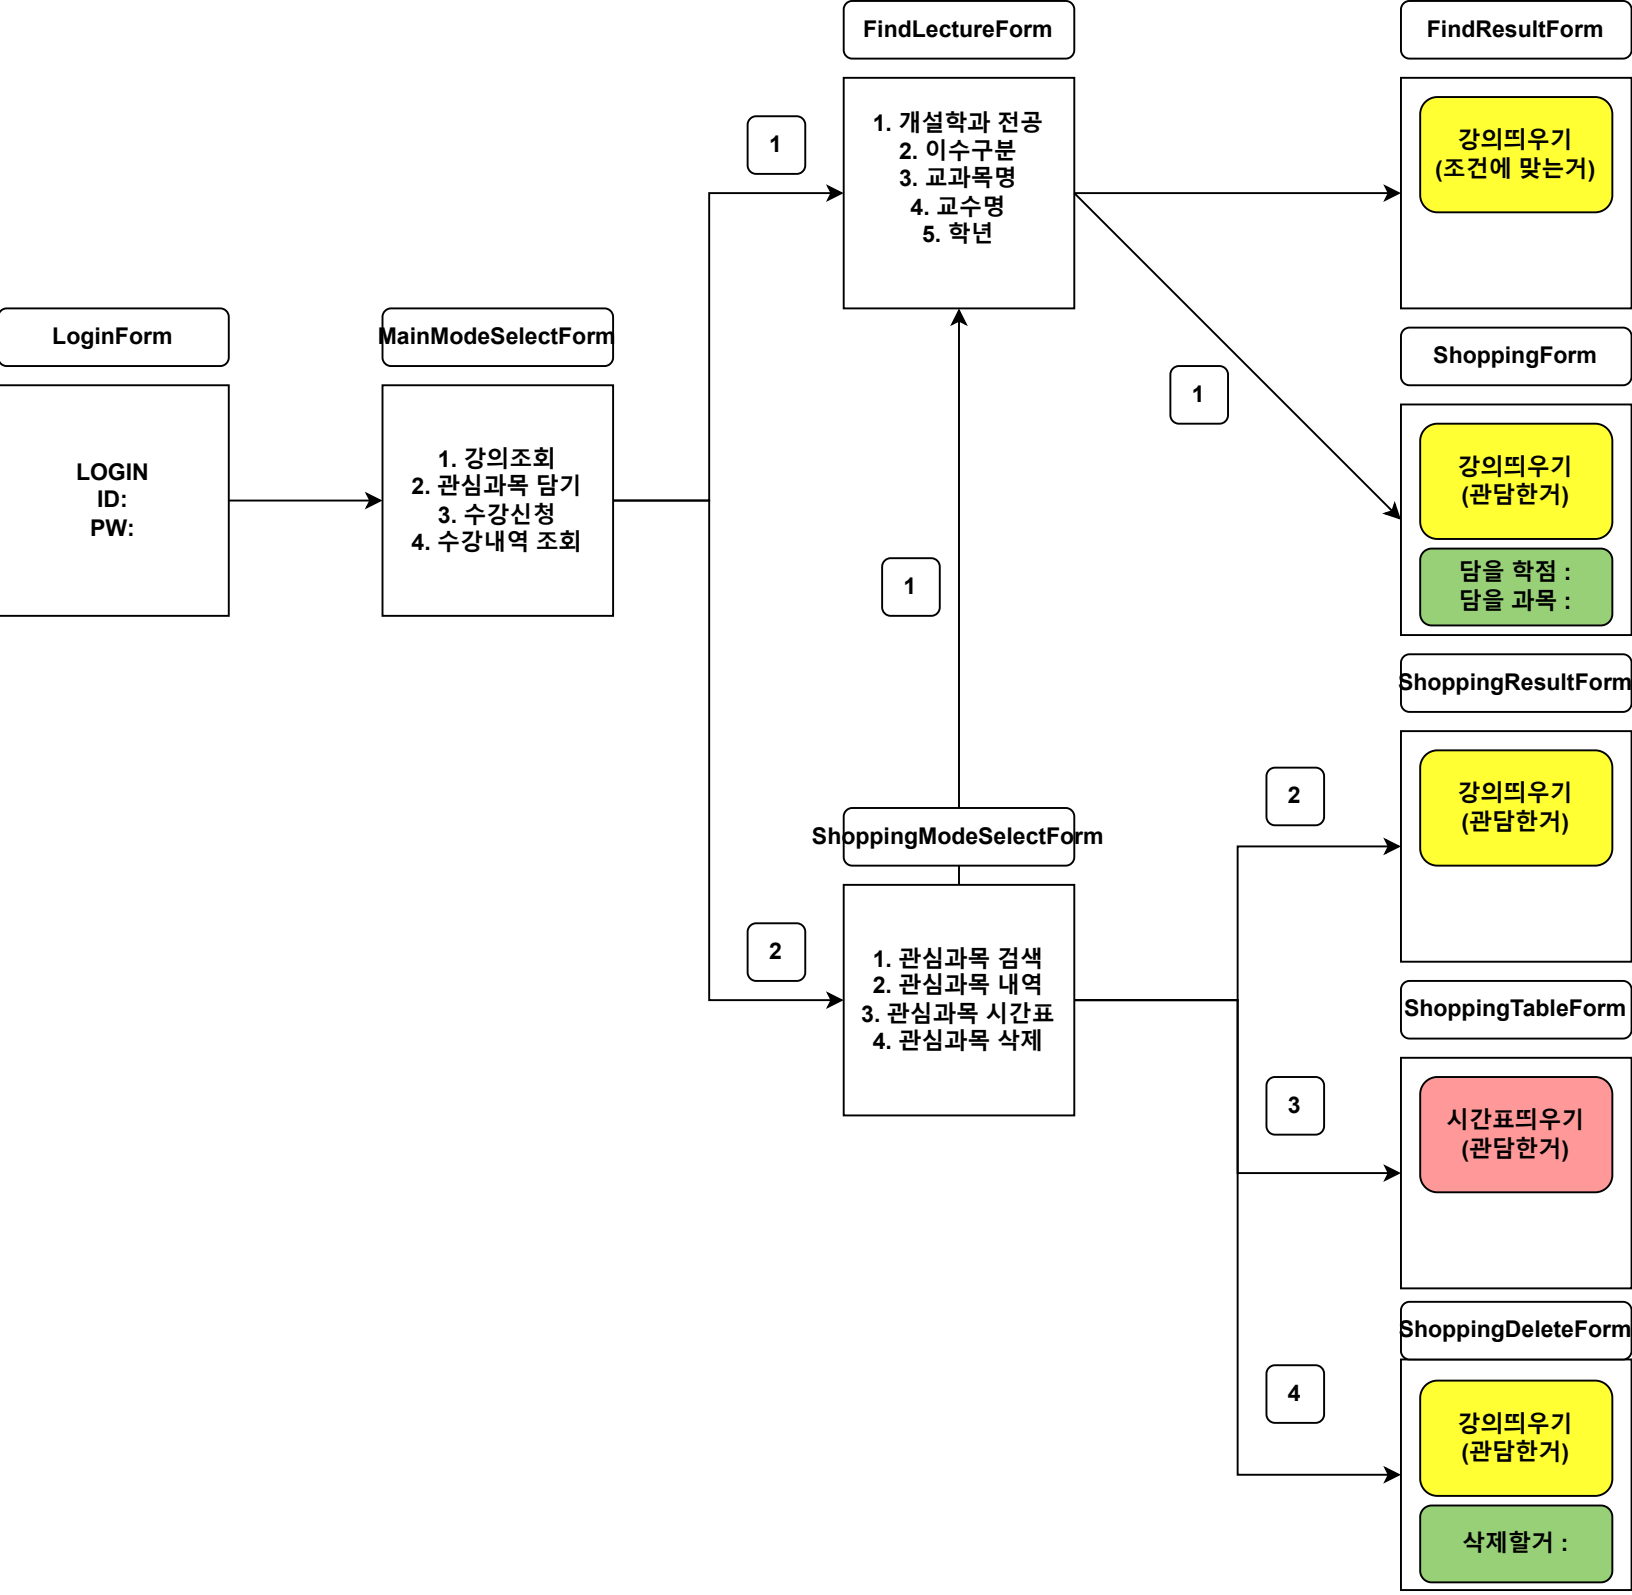 FindLectureForm
FindResultForm
1. 개설학과 전공
2. 이수구분
3. 교과목명
4. 교수명
5. 학년
1
강의띄우기
(조건에 맞는거)
LoginForm
MainModeSelectForm
ShoppingForm
1
LOGIN
ID:
PW:
1. 강의조회
2. 관심과목 담기
3. 수강신청
4. 수강내역 조회
강의띄우기
(관담한거)
1
담을 학점 :
담을 과목 :
ShoppingResultForm
ShoppingModeSelectForm
2
강의띄우기
(관담한거)
2
1. 관심과목 검색
2. 관심과목 내역
3. 관심과목 시간표
4. 관심과목 삭제
ShoppingTableForm
3
시간표띄우기
(관담한거)
ShoppingDeleteForm
4
강의띄우기
(관담한거)
삭제할거 :